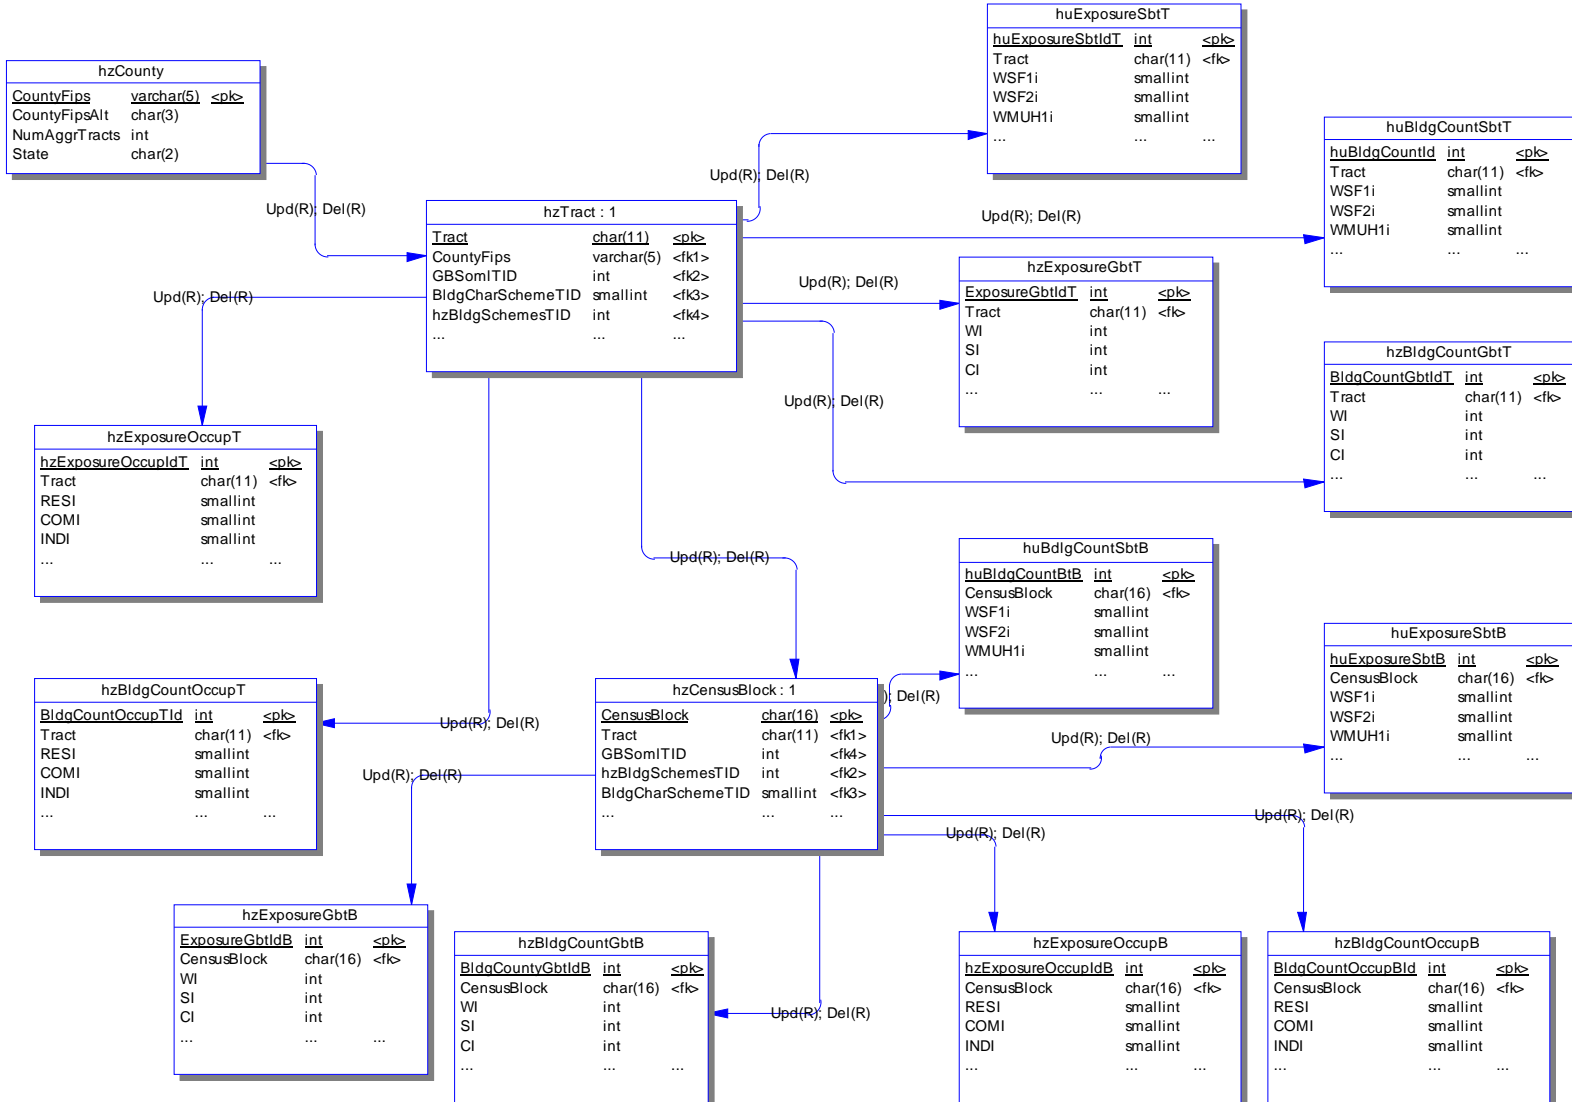 huExposureSbtT
huExposureSbtIdT int <pk>
Tract char(11) <fk>
WSF1i smallint
WSF2i smallint
WMUH1i smallint
... ... ...
hzCounty
CountyFips varchar(5) <pk>
CountyFipsAlt char(3)
NumAggrTracts int
State char(2)
huBldgCountSbtT
huBldgCountId int <pk>
Tract char(11) <fk>
WSF1i smallint
WSF2i smallint
WMUH1i smallint
... ... ...
Upd(R); Del(R)
Upd(R); Del(R)
Upd(R); Del(R)
hzTract : 1
Tract char(11) <pk>
CountyFips varchar(5) <fk1>
GBSomITID int <fk2>
BldgCharSchemeTID smallint <fk3>
hzBldgSchemesTID int <fk4>
... ... ...
Upd(R); Del(R)
Upd(R); Del(R)
hzExposureGbtT
ExposureGbtIdT int <pk>
Tract char(11) <fk>
WI int
SI int
CI int
... ... ...
hzBldgCountGbtT
BldgCountGbtIdT int <pk>
Tract char(11) <fk>
WI int
SI int
CI int
... ... ...
Upd(R); Del(R)
hzExposureOccupT
hzExposureOccupIdT int <pk>
Tract char(11) <fk>
RESI smallint
COMI smallint
INDI smallint
... ... ...
Upd(R); Del(R)
huBdlgCountSbtB
huBldgCountBtB int <pk>
CensusBlock char(16) <fk>
WSF1i smallint
WSF2i smallint
WMUH1i smallint
... ... ...
huExposureSbtB
huExposureSbtB int <pk>
CensusBlock char(16) <fk>
WSF1i smallint
WSF2i smallint
WMUH1i smallint
... ... ...
hzBldgCountOccupT
BldgCountOccupTId int <pk>
Tract char(11) <fk>
RESI smallint
COMI smallint
INDI smallint
... ... ...
Upd(R); Del(R)
hzCensusBlock : 1
CensusBlock char(16) <pk>
Tract char(11) <fk1>
GBSomITID int <fk4>
hzBldgSchemesTID int <fk2>
BldgCharSchemeTID smallint <fk3>
... ... ...
); Del(R)
Upd(R); Del(R)
Upd(R); Del(R)
Upd(R); Del(R)
Upd(R); Del(R)
hzExposureGbtB
ExposureGbtIdB int <pk>
CensusBlock char(16) <fk>
WI int
SI int
CI int
... ... ...
hzBldgCountGbtB
BldgCountyGbtIdB int <pk>
CensusBlock char(16) <fk>
WI int
SI int
CI int
... ... ...
Upd(R); Del(R)
hzExposureOccupB
hzExposureOccupIdB int <pk>
CensusBlock char(16) <fk>
RESI smallint
COMI smallint
INDI smallint
... ... ...
hzBldgCountOccupB
BldgCountOccupBId int <pk>
CensusBlock char(16) <fk>
RESI smallint
COMI smallint
INDI smallint
... ... ...